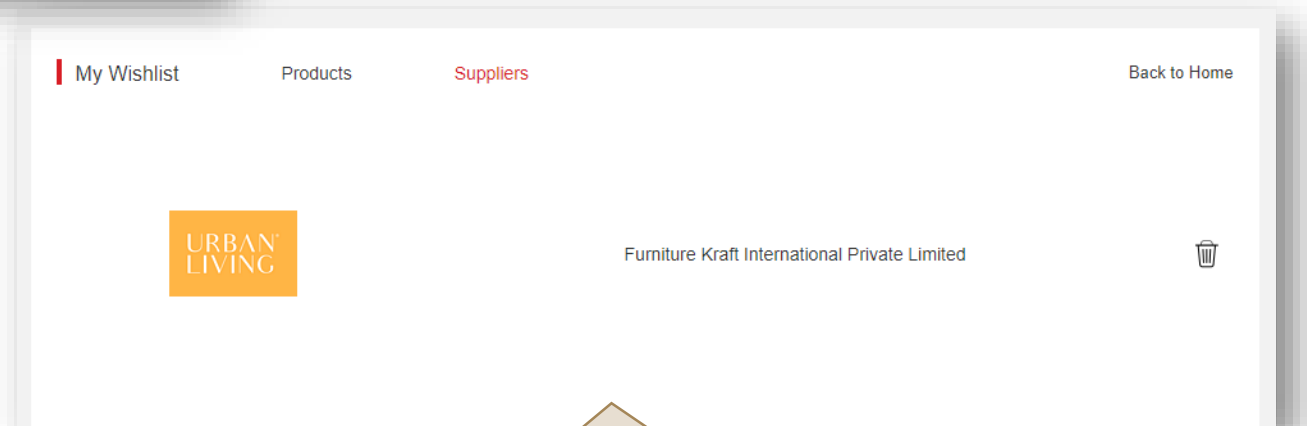 My Wishlist Products Suppliers Back to Home
URBAN
LIVING
Furniture Kraft International Private Limited